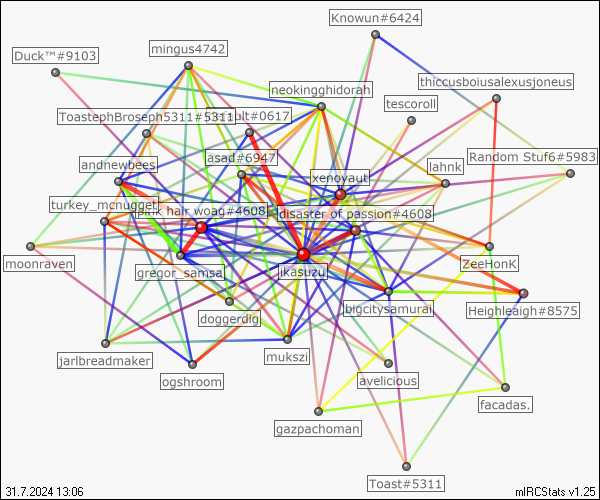 Knowun#6424
mingus4742
Duck™#9103
thiccusboiusalexusjoneus
neokingghidorah
tescoroll
ToastephBroseph5311#5311
ult#0617
asad#6947
Random Stuf6#5983
andnewbees
lahnk
xenoyaut
turkey_mcnugget
pink hair woag#4608
disaster of passion#4608
moonraven
gregor_samsa
jkasuzu
ZeeHonK
doggerdig
bigcitysamurai
Heighleaigh#8575
jarlbreadmaker
mukszi
ogshroom
avelicious
facadas.
gazpachoman
Toast#5311
31.7.2024 13:06
mIRCStats v1.25